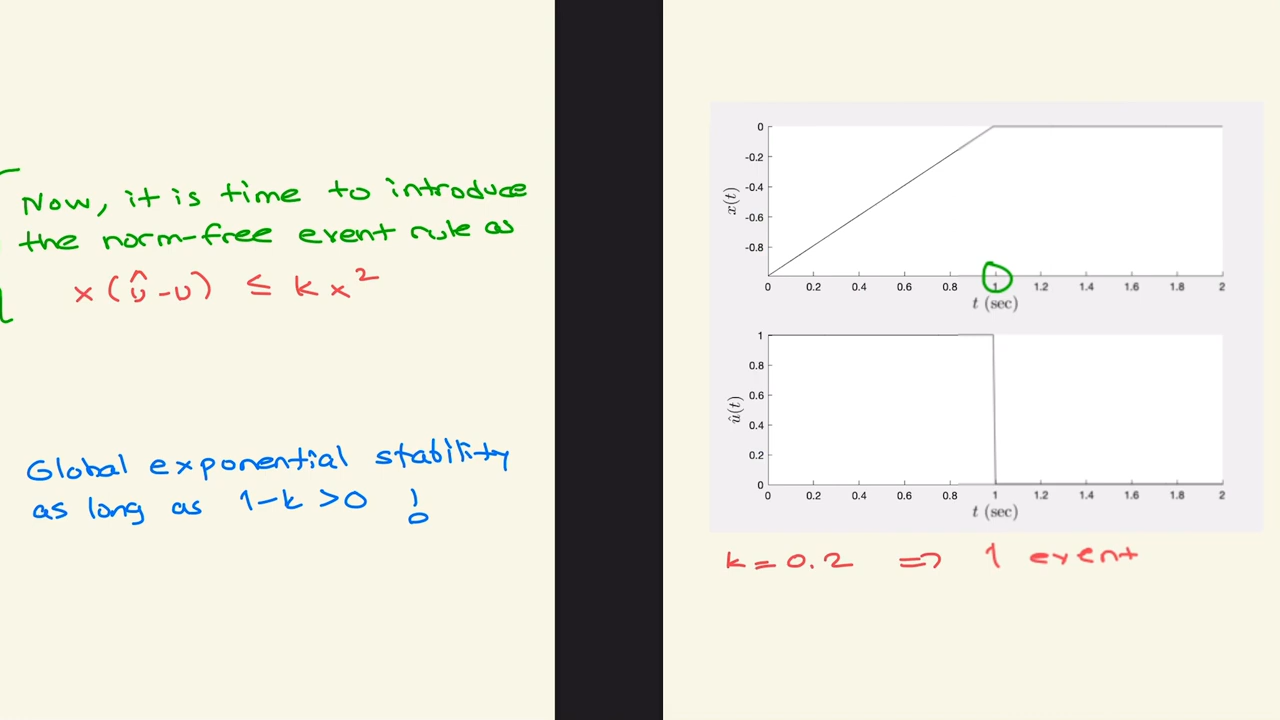 Now, it is time to introduce
the norm-free event rule as
x(û-υ) ≤ kx²
Global exponential stability
as long as 1-k>0 !
0
-0.2
-0.4
-0.6
-0.8
x(t)
0 0.2 0.4 0.6 0.8 1 1.2 1.4 1.6 1.8 2
t (sec)
1
0.8
0.6
0.4
0.2
0
û(t)
0 0.2 0.4 0.6 0.8 1 1.2 1.4 1.6 1.8 2
t (sec)
k=0.2 ⇒ 1 event